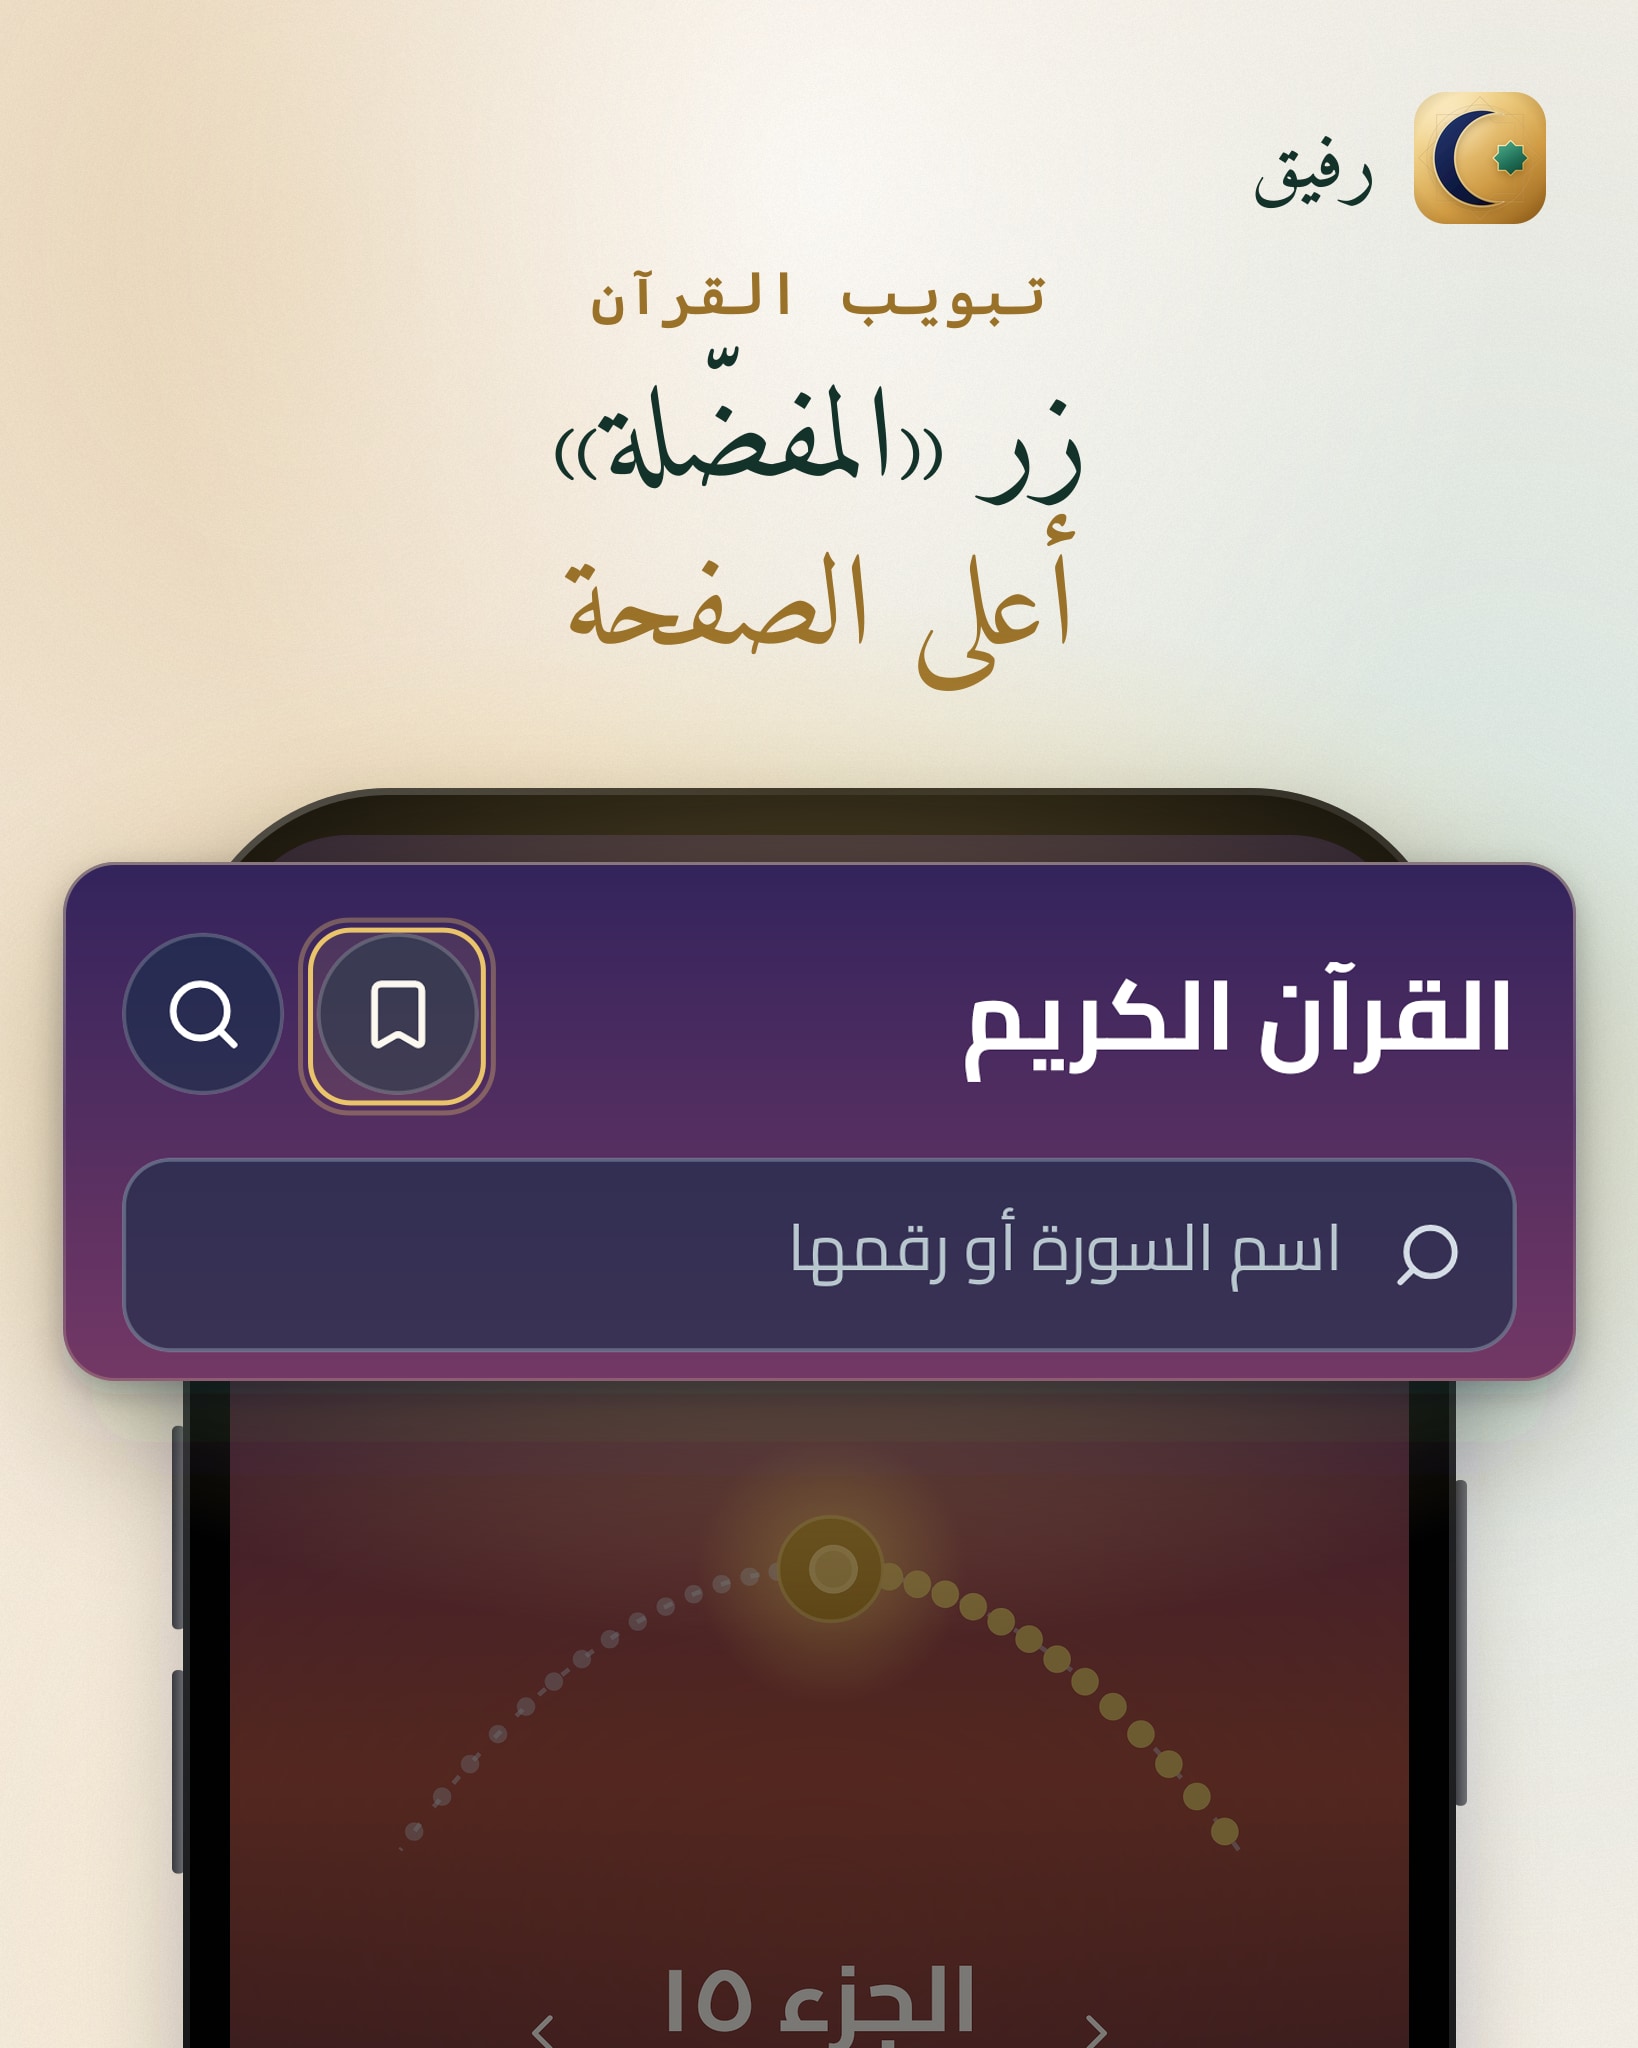 رفيق
تبويب القرآن
زر ((المفضّلة))
أعلى الصفحة
القرآن الكريم
اسم السورة أو رقمها
الجزء ١٥